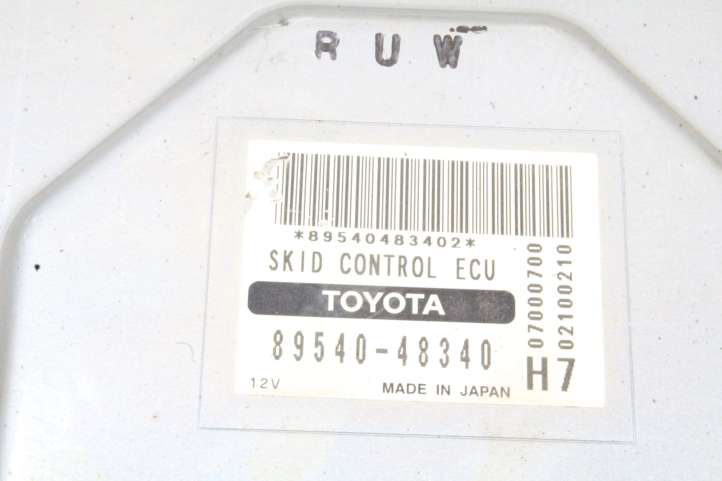 RUW
*89540483402*
SKID CONTROL ECU
TOYOTA
89540-48340
12V
MADE IN JAPAN
07000700
02100210
H7